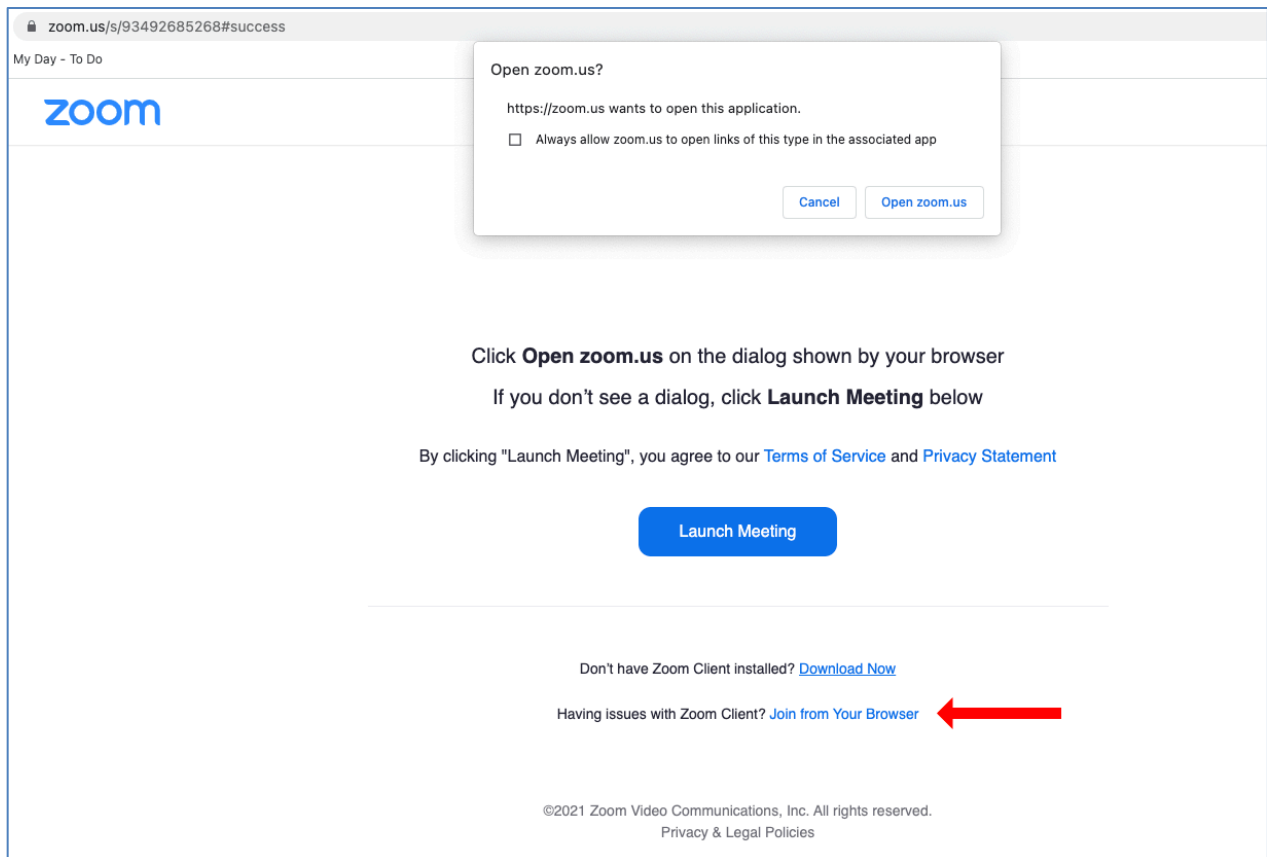 zoom.us/s/93492685268#success
My Day - To Do
zoom
Open zoom.us?
https://zoom.us wants to open this application.
Always allow zoom.us to open links of this type in the associated app
Cancel Open zoom.us
Click Open zoom.us on the dialog shown by your browser
If you don’t see a dialog, click Launch Meeting below
By clicking "Launch Meeting", you agree to our Terms of Service and Privacy Statement
Launch Meeting
Don’t have Zoom Client installed? Download Now
Having issues with Zoom Client? Join from Your Browser
©2021 Zoom Video Communications, Inc. All rights reserved.
Privacy & Legal Policies